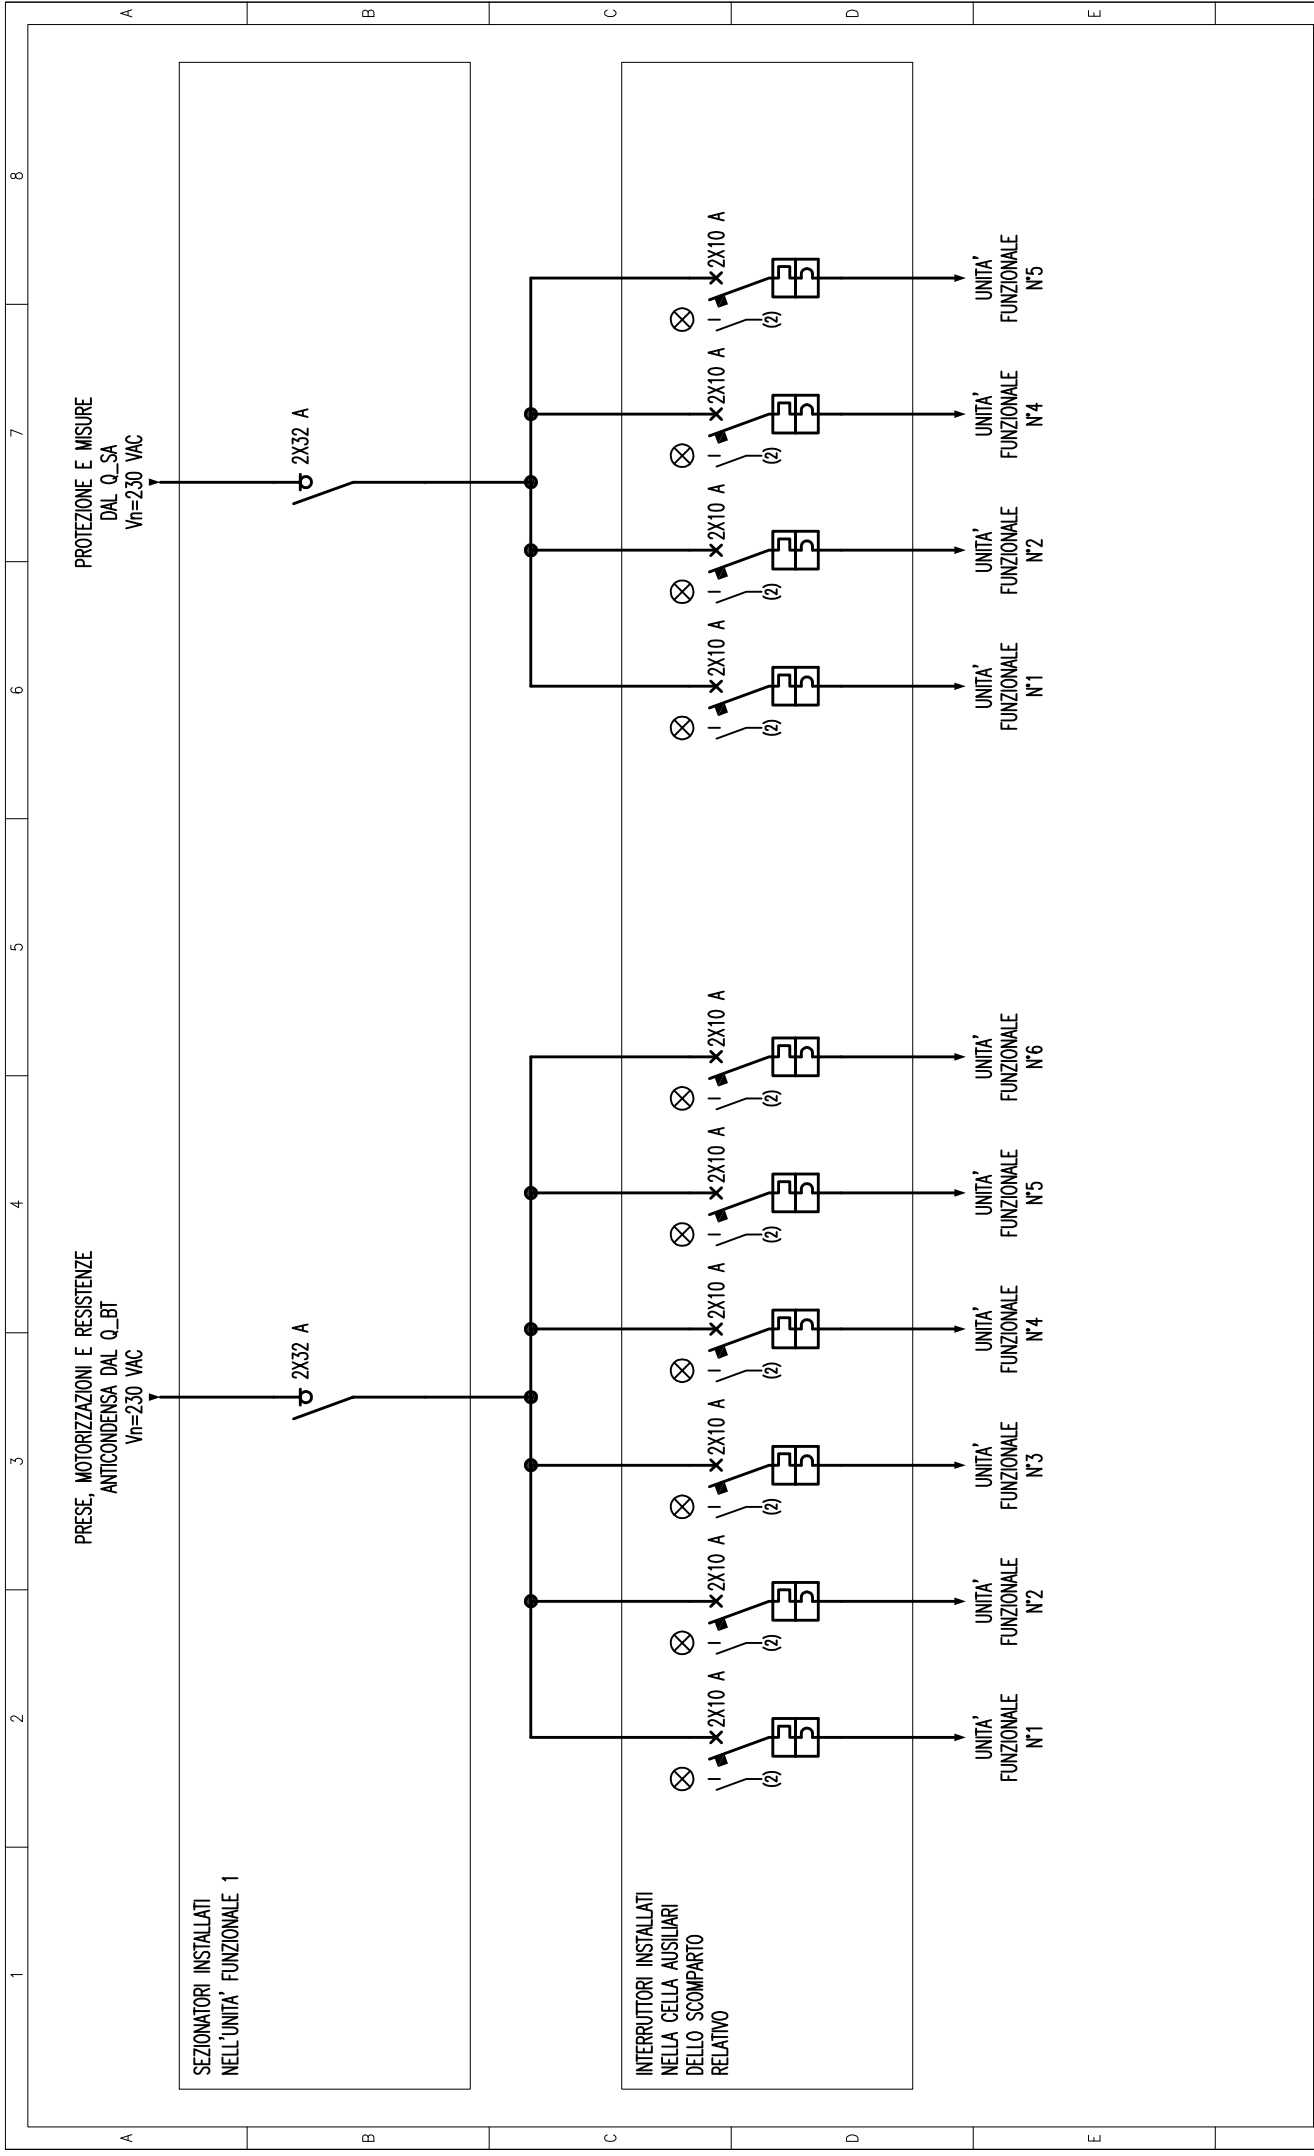 1
2
3
4
5
6
7
8
A
B
C
D
E
A
B
C
D
E
PRESE, MOTORIZZAZIONI E RESISTENZE
ANTICONDENSA DAL Q_BT
Vn=230 VAC
PROTEZIONE E MISURE
DAL Q_SA
Vn=230 VAC
SEZIONATORI INSTALLATI
NELL'UNITA' FUNZIONALE 1
2X32 A
2X32 A
INTERRUTTORI INSTALLATI
NELLA CELLA AUSILIARI
DELLO SCOMPARTO
RELATIVO
2X10 A
(2)
2X10 A
(2)
2X10 A
(2)
2X10 A
(2)
2X10 A
(2)
2X10 A
(2)
2X10 A
(2)
2X10 A
(2)
2X10 A
(2)
2X10 A
(2)
UNITA'
FUNZIONALE
N°1
UNITA'
FUNZIONALE
N°2
UNITA'
FUNZIONALE
N°3
UNITA'
FUNZIONALE
N°4
UNITA'
FUNZIONALE
N°5
UNITA'
FUNZIONALE
N°6
UNITA'
FUNZIONALE
N°1
UNITA'
FUNZIONALE
N°2
UNITA'
FUNZIONALE
N°4
UNITA'
FUNZIONALE
N°5